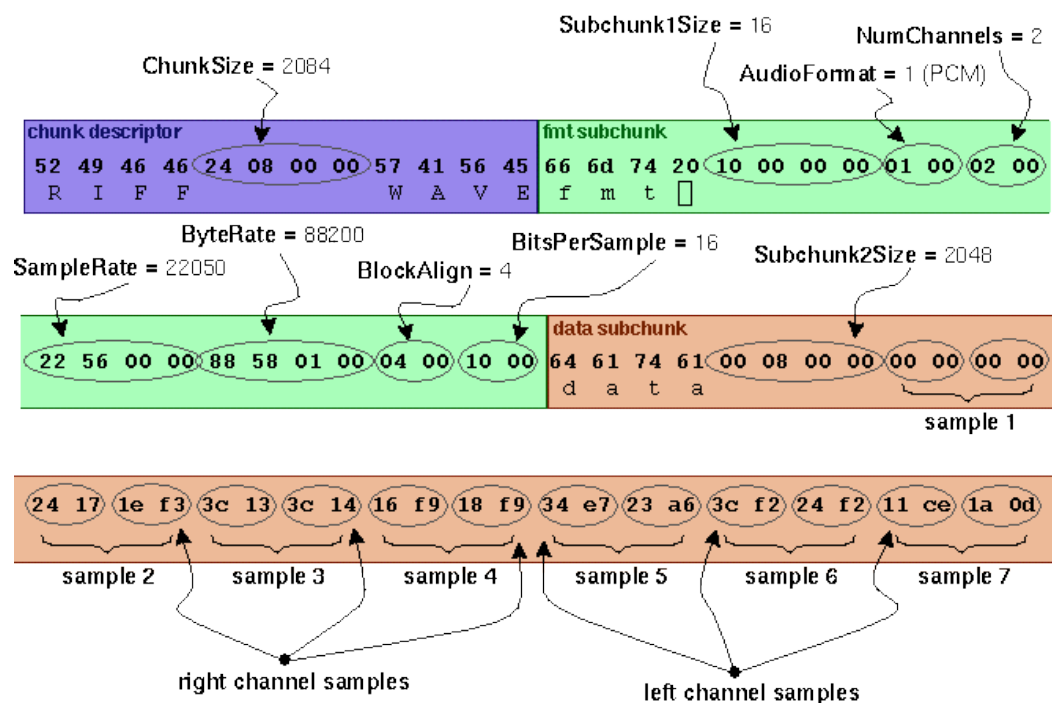 Subchunk1Size = 16
NumChannels = 2
ChunkSize = 2084
AudioFormat = 1 (PCM)
chunk descriptor fmt subchunk
52 49 46 46 24 08 00 00 57 41 56 45 66 6d 74 20 10 00 00 00 01 00 02 00
R I F F W A V E f m t
ByteRate = 88200
BitsPerSample = 16
SampleRate = 22050
BlockAlign = 4
Subchunk2Size = 2048
data subchunk
22 56 00 00 88 58 01 00 04 00 10 00 64 61 74 61 00 08 00 00 00 00 00 00
d a t a
sample 1
24 17 1e f3 3c 13 3c 14 16 f9 18 f9 34 e7 23 a6 3c f2 24 f2 11 ce 1a 0d
sample 2 sample 3 sample 4 sample 5 sample 6 sample 7
right channel samples
left channel samples